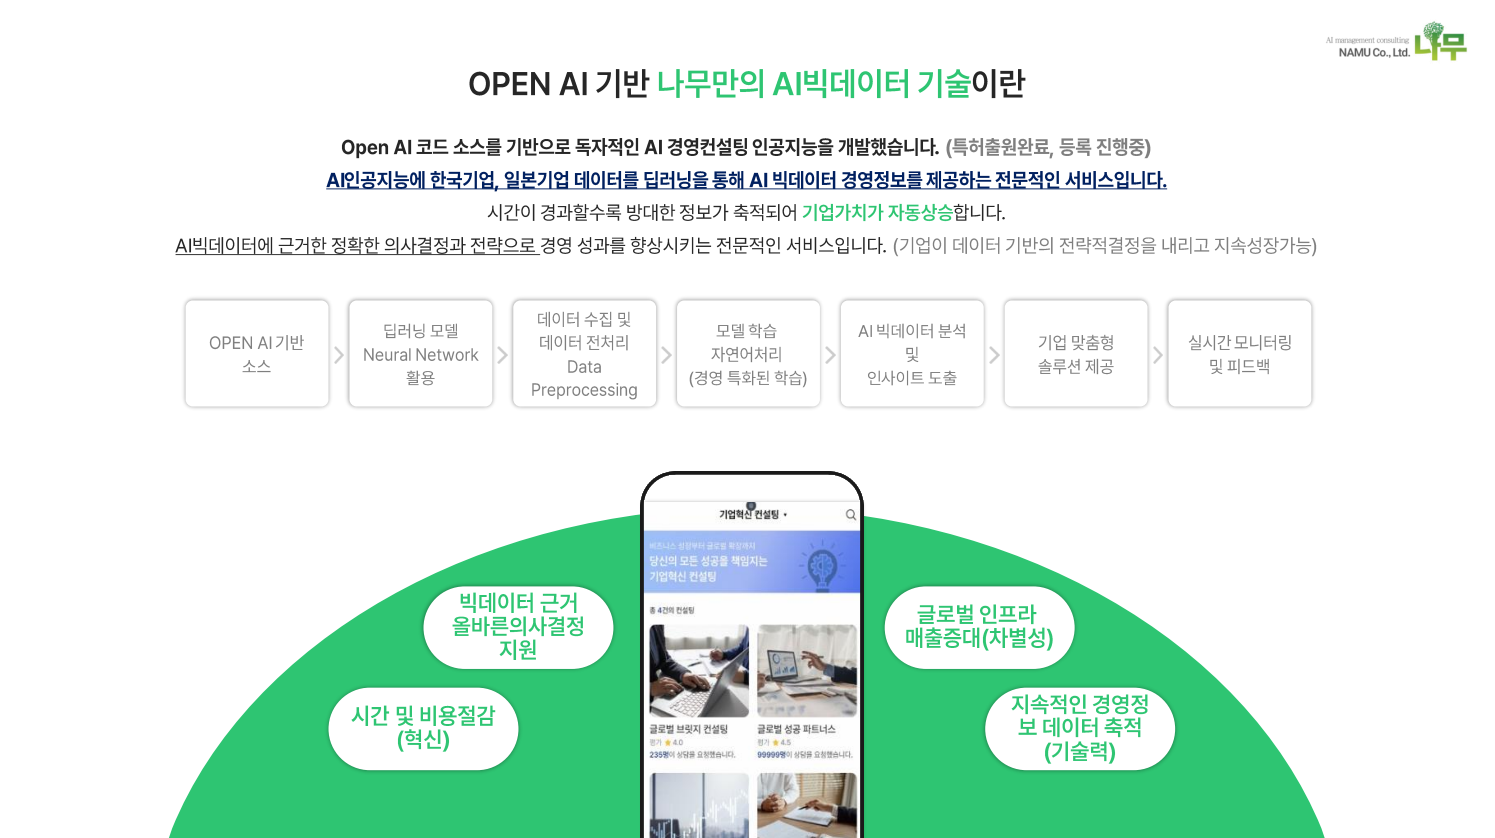 AI management consulting
NAMU Co., Ltd.
나무
OPEN AI 기반 나무만의 AI빅데이터 기술이란
Open AI 코드 소스를 기반으로 독자적인 AI 경영컨설팅 인공지능을 개발했습니다. (특허출원완료, 등록 진행중)
AI인공지능에 한국기업, 일본기업 데이터를 딥러닝을 통해 AI 빅데이터 경영정보를 제공하는 전문적인 서비스입니다.
시간이 경과할수록 방대한 정보가 축적되어 기업가치가 자동상승합니다.
AI빅데이터에 근거한 정확한 의사결정과 전략으로 경영 성과를 향상시키는 전문적인 서비스입니다. (기업이 데이터 기반의 전략적결정을 내리고 지속성장가능)
OPEN AI 기반
소스
딥러닝 모델
Neural Network
활용
데이터 수집 및
데이터 전처리
Data
Preprocessing
모델 학습
자연어처리
(경영 특화된 학습)
AI 빅데이터 분석
및
인사이트 도출
기업 맞춤형
솔루션 제공
실시간 모니터링
및 피드백
빅데이터 근거
올바른의사결정
지원
시간 및 비용절감
(혁신)
기업혁신 컨설팅
비즈니스 성장부터 글로벌 확장까지
당신의 모든 성공을 책임지는
기업혁신 컨설팅
총 4건의 컨설팅
글로벌 브릿지 컨설팅
평가 ★ 4.0
235명이 상담을 요청했습니다.
글로벌 성공 파트너스
평가 ★ 4.5
99999명이 상담을 요청했습니다.
글로벌 인프라
매출증대(차별성)
지속적인 경영정
보 데이터 축적
(기술력)